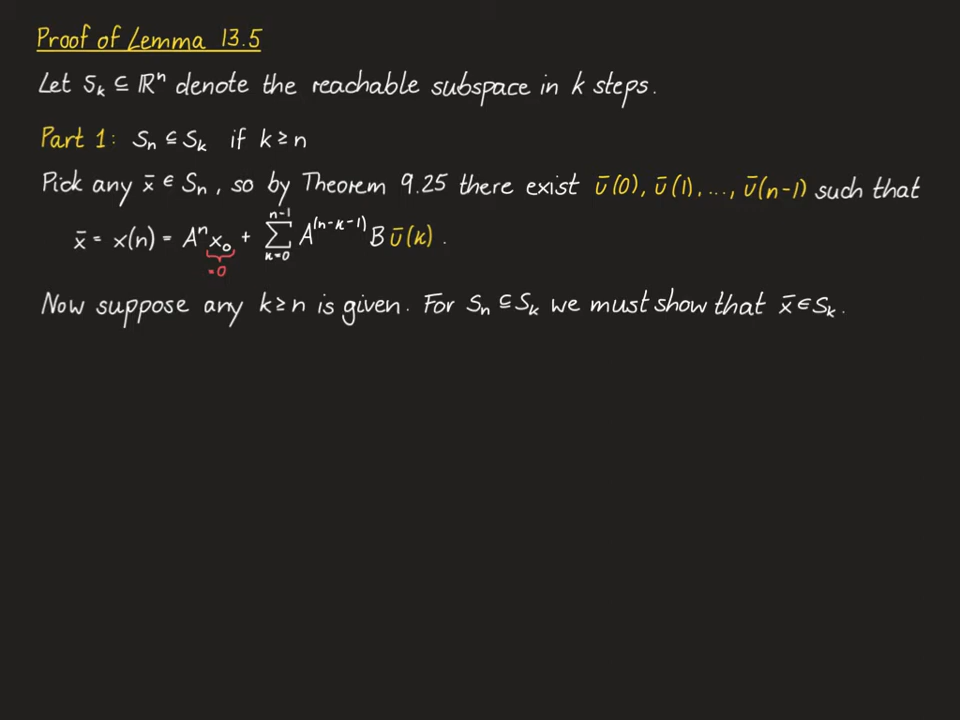 Proof of Lemma 13.5
Let Sₖ ⊆ ℝⁿ denote the reachable subspace in k steps.
Part 1: Sₙ ⊆ Sₖ if k ≥ n
Pick any x̄ ∈ Sₙ, so by Theorem 9.25 there exist ū(0), ū(1), ..., ū(n-1) such that
x̄ = x(n) = Aⁿx₀ + ∑_{k=0}^{n-1} A^{(n-k-1)} B ū(k).
=0
Now suppose any k ≥ n is given. For Sₙ ⊆ Sₖ we must show that x̄ ∈ Sₖ.